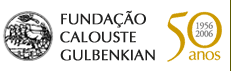 FUNDAÇÃO
CALOUSTE
GULBENKIAN
50
1956
2006
anos